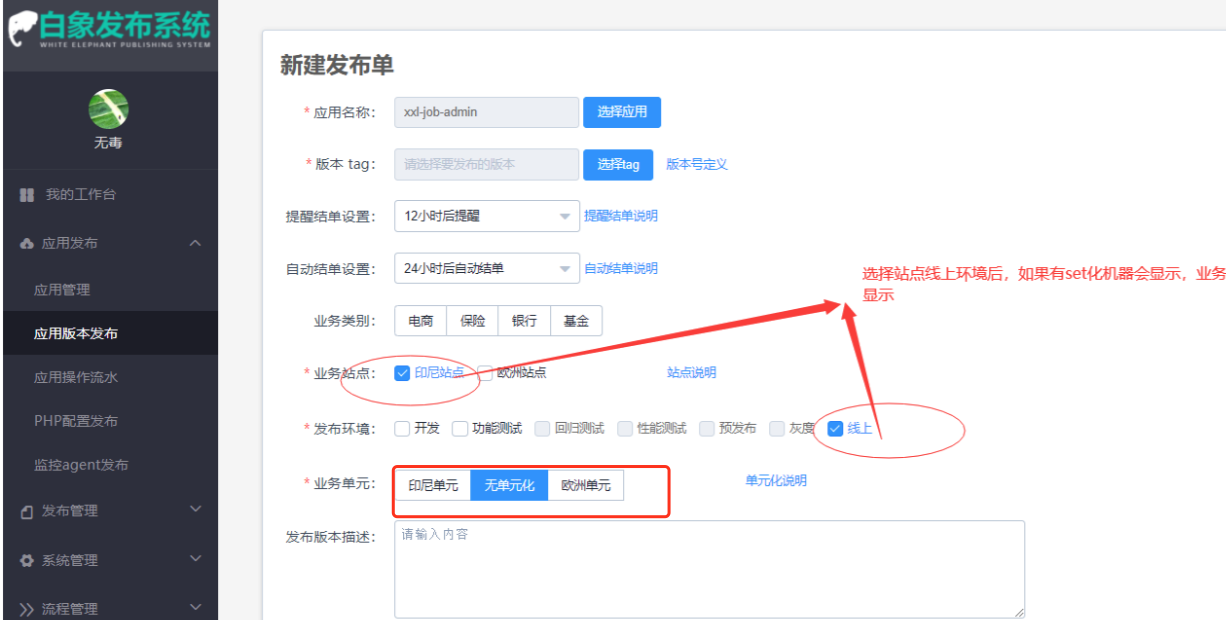 白象发布系统
WHITE ELEPHANT PUBLISHING SYSTEM
无毒
我的工作台
应用发布
应用管理
应用版本发布
应用操作流水
PHP配置发布
监控agent发布
发布管理
系统管理
流程管理
新建发布单
* 应用名称： xxl-job-admin 选择应用
* 版本 tag： 请选择要发布的版本 选择tag 版本号定义
提醒结单设置： 12小时后提醒 提醒结单说明
自动结单设置： 24小时后自动结单 自动结单说明
业务类别： 电商 保险 银行 基金
* 业务站点： 印尼站点 欧洲站点 站点说明
* 发布环境： 开发 功能测试 回归测试 性能测试 预发布 灰度 线上
* 业务单元： 印尼单元 无单元化 欧洲单元 单元化说明
发布版本描述： 请输入内容
选择站点线上环境后，如果有set化机器会显示，业务
显示